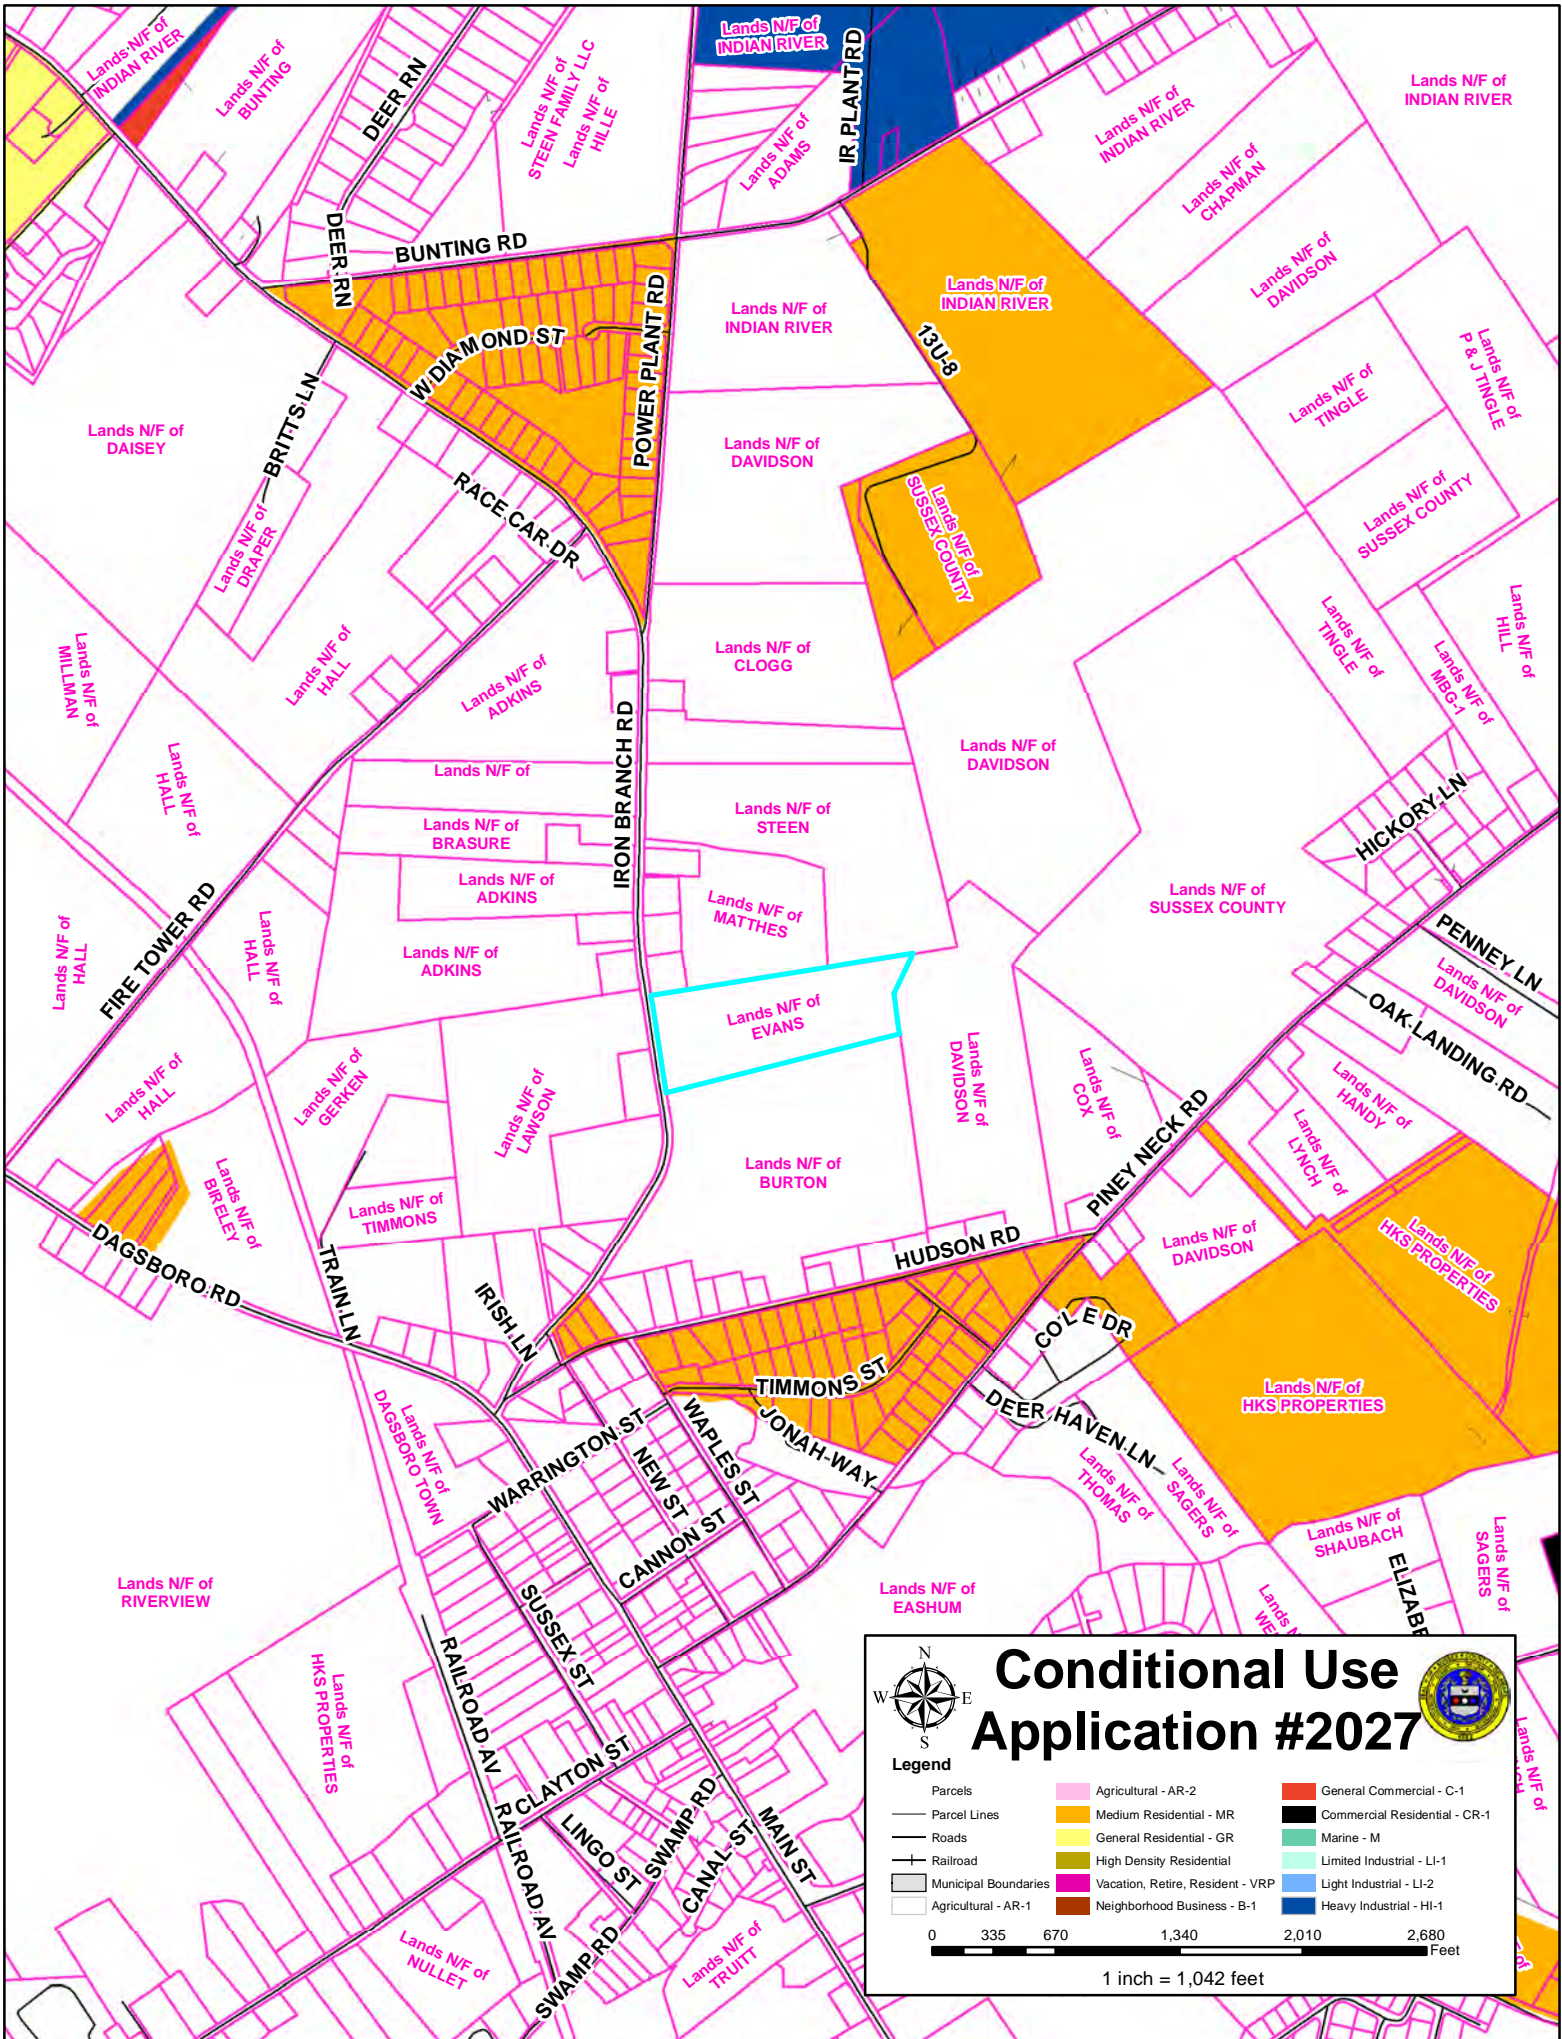 Lands N/F of
INDIAN RIVER
Lands N/F of
BUNTING
DEER RN
Lands N/F of
STEEN FAMILY LLC
Lands N/F of
HILLE
Lands N/F of
INDIAN RIVER
IR PLANT RD
Lands N/F of
ADAMS
Lands N/F of
INDIAN RIVER
Lands N/F of
INDIAN RIVER
Lands N/F of
CHAPMAN
Lands N/F of
DAVIDSON
DEER RN
BUNTING RD
W DIAMOND ST
POWER PLANT RD
Lands N/F of
INDIAN RIVER
Lands N/F of
INDIAN RIVER
13U-8
Lands N/F of
P & J TINGLE
Lands N/F of
TINGLE
Lands N/F of
DAISEY
BRITTS LN
Lands N/F of
DAVIDSON
RACE CAR DR
Lands N/F of
DRAPER
Lands N/F of
SUSSEX COUNTY
Lands N/F of
SUSSEX COUNTY
Lands N/F of
MILLMAN
Lands N/F of
HALL
Lands N/F of
ADKINS
Lands N/F of
CLOGG
Lands N/F of
TINGLE
Lands N/F of
MBG-1
Lands N/F of
HILL
Lands N/F of
HALL
IRON BRANCH RD
Lands N/F of
DAVIDSON
Lands N/F of
Lands N/F of
BRASURE
Lands N/F of
STEEN
HICKORY LN
Lands N/F of
ADKINS
Lands N/F of
MATTHES
Lands N/F of
SUSSEX COUNTY
FIRE TOWER RD
Lands N/F of
HALL
Lands N/F of
HALL
Lands N/F of
ADKINS
PENNEY LN
Lands N/F of
DAVIDSON
OAK LANDING RD
Lands N/F of
EVANS
Lands N/F of
HALL
Lands N/F of
GERKEN
Lands N/F of
LAWSON
Lands N/F of
DAVIDSON
Lands N/F of
COX
PINEY NECK RD
Lands N/F of
HANDY
Lands N/F of
LYNCH
Lands N/F of
BIRELEY
Lands N/F of
TIMMONS
Lands N/F of
BURTON
DAGSBORO RD
TRAIN LN
IRISH LN
HUDSON RD
Lands N/F of
DAVIDSON
Lands N/F of
HKS PROPERTIES
COLE DR
TIMMONS ST
JONAH WAY
DEER HAVEN LN
Lands N/F of
HKS PROPERTIES
Lands N/F of
DAGSBORO TOWN
WARRINGTON ST
NEW ST
WAPLES ST
CANNON ST
Lands N/F of
THOMAS
Lands N/F of
SAGERS
Lands N/F of
SHAUBACH
Lands N/F of
SAGERS
ELIZABE
Lands N/F of
RIVERVIEW
Lands N/F of
EASHUM
SUSSEX ST
RAILROAD AV
Lands N/F of
HKS PROPERTIES
CLAYTON ST
RAILROAD AV
LINGO ST
SWAMP RD
CANAL ST
MAIN ST
Lands N/F of
NULLET
SWAMP RD
Lands N/F of
TRUITT
Lands N/F of
N
W E
S
Conditional Use
Application #2027
Legend
Parcels
Parcel Lines
Roads
Railroad
Municipal Boundaries
Agricultural - AR-1
Agricultural - AR-2
Medium Residential - MR
General Residential - GR
High Density Residential
Vacation, Retire, Resident - VRP
Neighborhood Business - B-1
General Commercial - C-1
Commercial Residential - CR-1
Marine - M
Limited Industrial - LI-1
Light Industrial - LI-2
Heavy Industrial - HI-1
0 335 670 1,340 2,010 2,680
Feet
1 inch = 1,042 feet